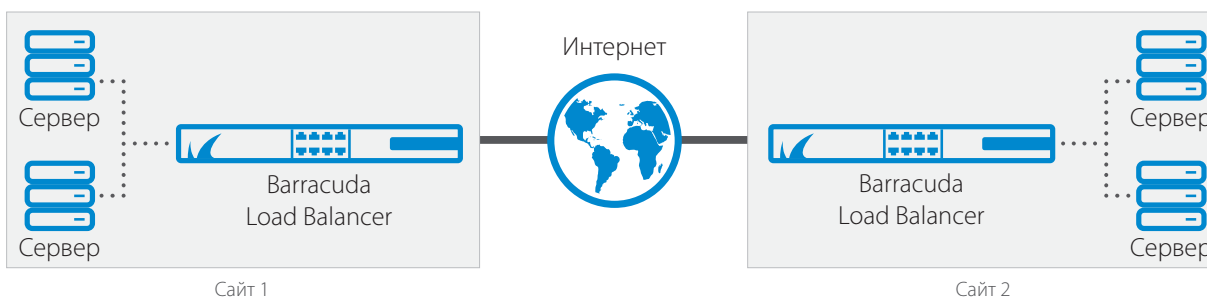 Интернет
Сервер
Сервер
Barracuda
Load Balancer
Сервер
Barracuda
Load Balancer
Сервер
Сайт 1
Сайт 2